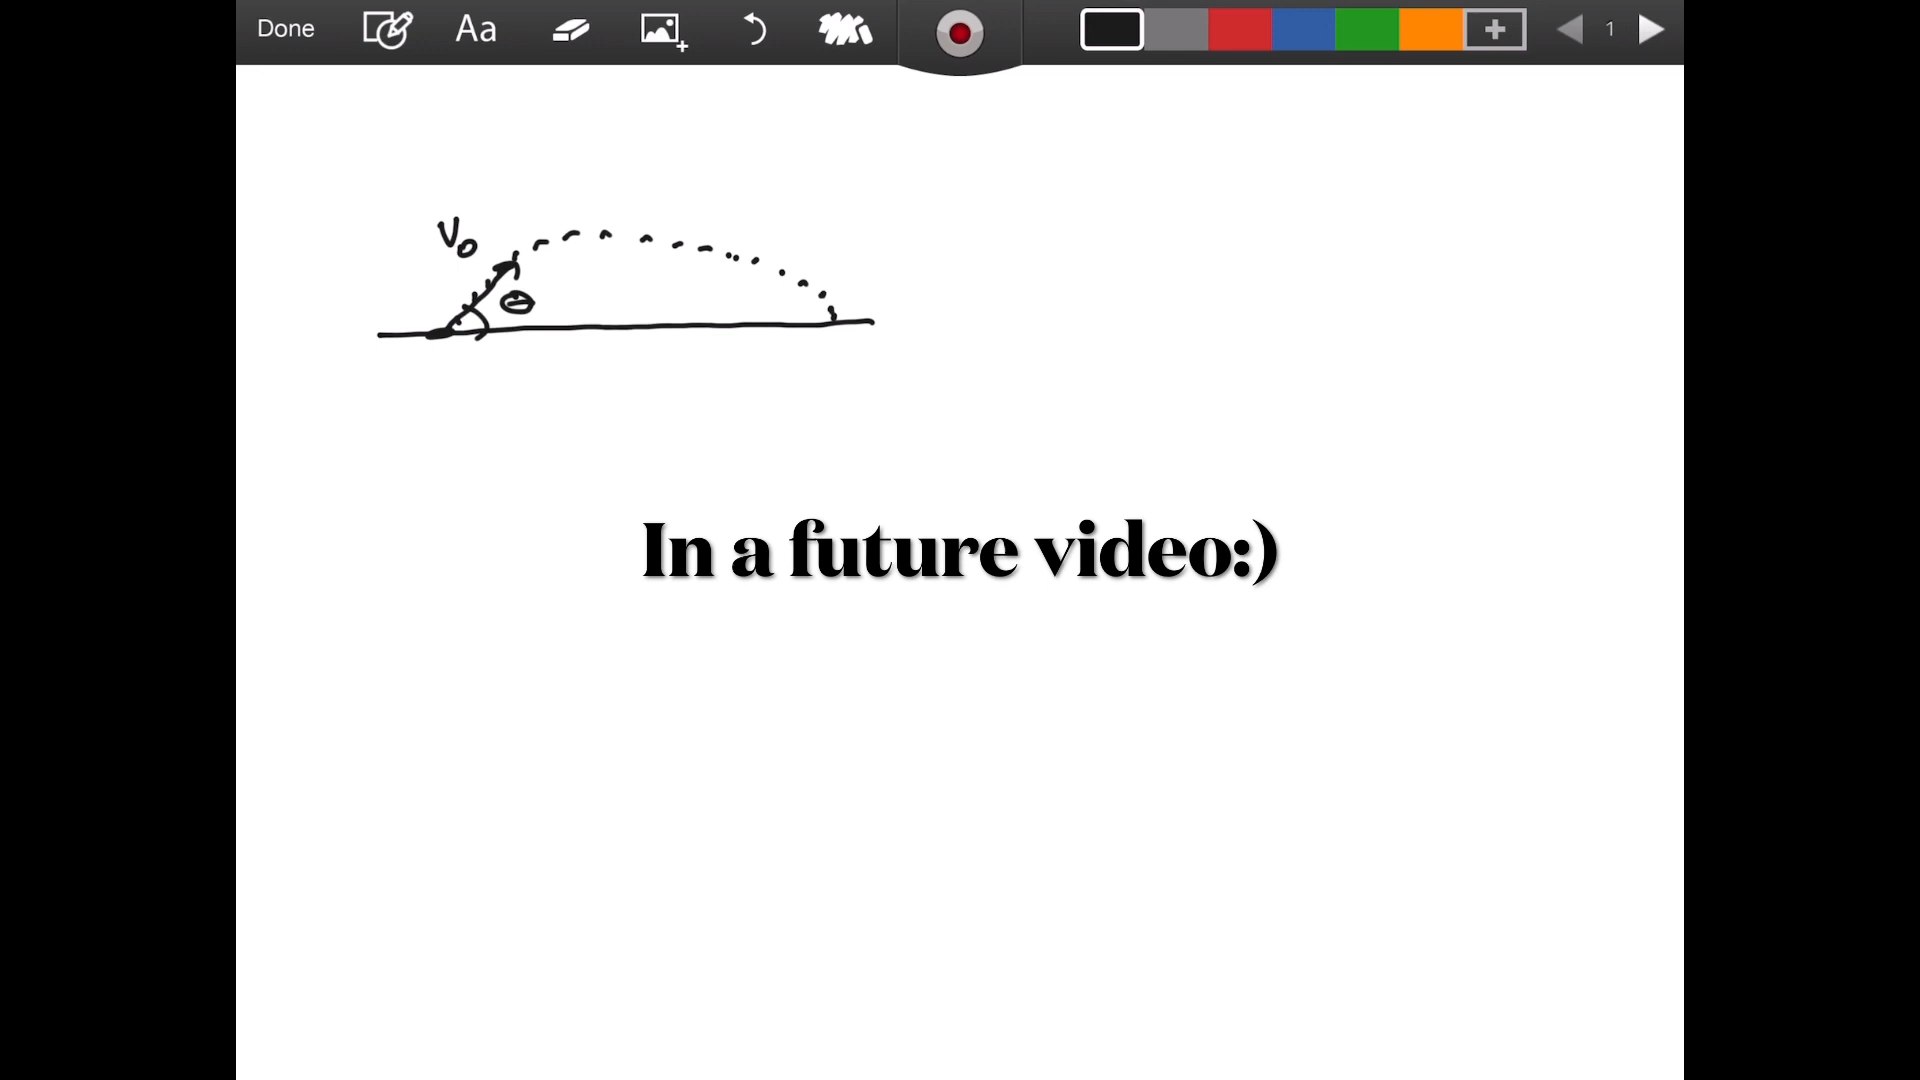 Done Aa 1
V₀
θ
In a future video:)